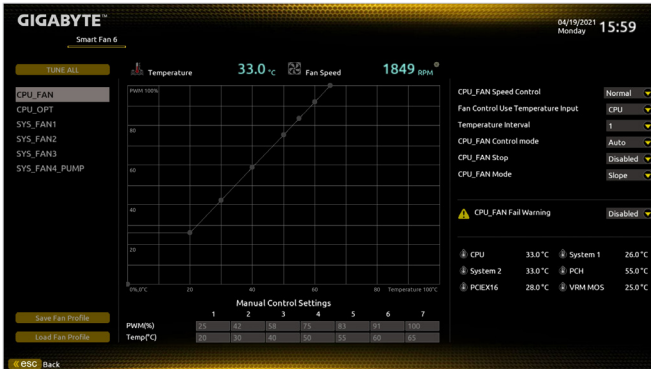 GIGABYTE™
04/19/2021 Monday 15:59
Smart Fan 6
TUNE ALL
Temperature 33.0 °C Fan Speed 1849 RPM
CPU_FAN
CPU_OPT
SYS_FAN1
SYS_FAN2
SYS_FAN3
SYS_FAN4_PUMP
PWM 100%
80
60
40
20
0%,0°C 20 40 60 80 Temperature 100°C
CPU_FAN Speed Control Normal
Fan Control Use Temperature Input CPU
Temperature Interval 1
CPU_FAN Control mode Auto
CPU_FAN Stop Disabled
CPU_FAN Mode Slope
CPU_FAN Fail Warning Disabled
CPU 33.0°C System 1 26.0°C
System 2 33.0°C PCH 55.0°C
PCIEX16 28.0°C VRM MOS 25.0°C
Manual Control Settings
1 2 3 4 5 6 7
PWM(%) 25 42 58 75 83 91 100
Temp(°C) 20 30 40 50 55 60 65
Save Fan Profile
Load Fan Profile
esc Back